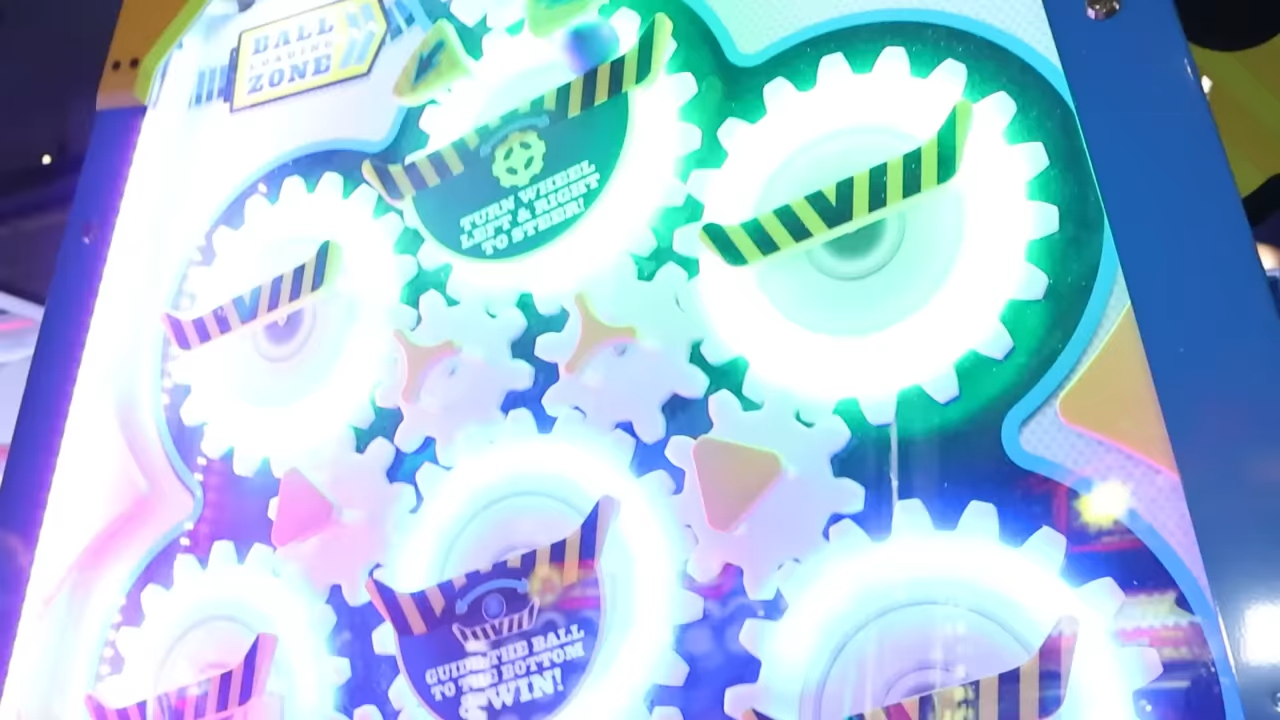 BALL
LOADING
ZONE
TURN WHEEL
LEFT & RIGHT
TO STEER!
GUIDE THE BALL
TO THE BOTTOM
& WIN!